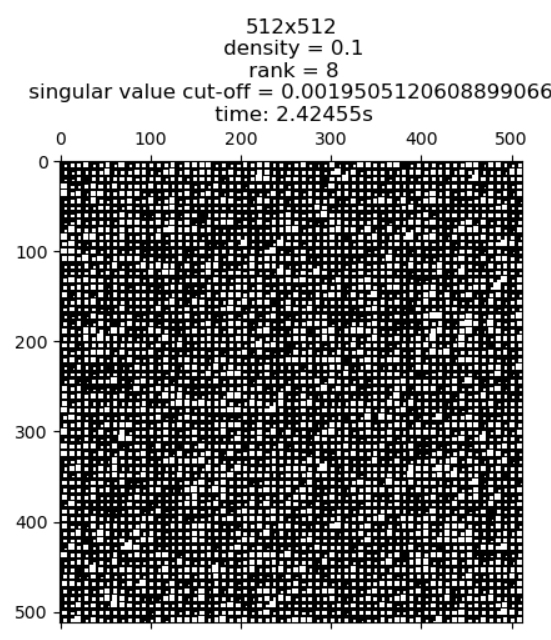 512x512
density = 0.1
rank = 8
singular value cut-off = 0.0019505120608899066
time: 2.42455s
0 100 200 300 400 500
0
100
200
300
400
500